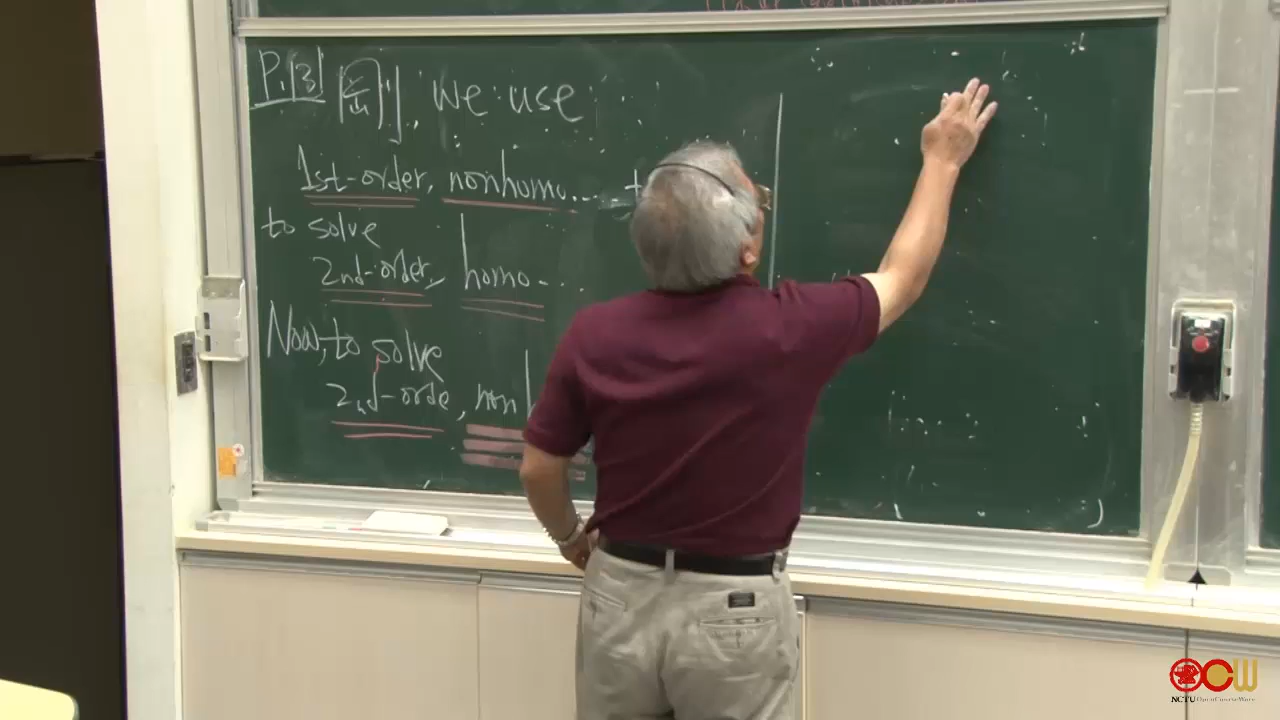 P.13
, we use
1st-order, nonhomo...
to solve
2nd-order, homo...
Now, to solve
2nd-orde, non
OCW
NCTU OpenCourseWare